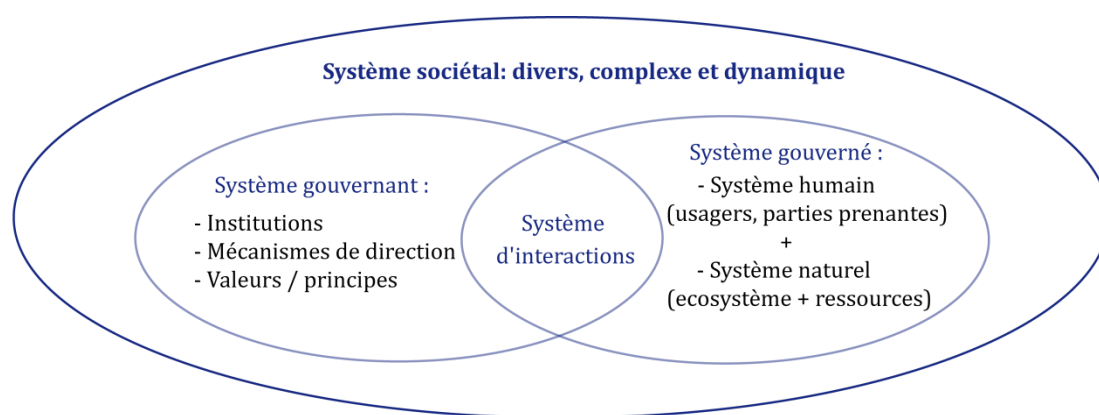 Système sociétal: divers, complexe et dynamique
Système gouvernant :
- Institutions
- Mécanismes de direction
- Valeurs / principes
Système
d'interactions
Système gouverné :
- Système humain
(usagers, parties prenantes)
+
- Système naturel
(ecosystème + ressources)